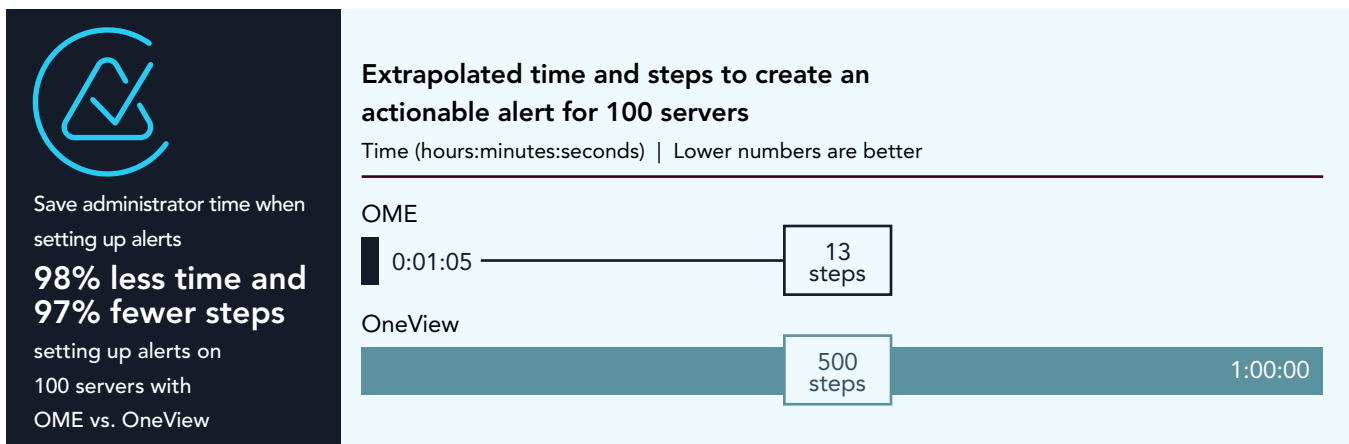 Save administrator time when
setting up alerts
98% less time and
97% fewer steps
setting up alerts on
100 servers with
OME vs. OneView
Extrapolated time and steps to create an
actionable alert for 100 servers
Time (hours:minutes:seconds) | Lower numbers are better
OME
0:01:05
13
steps
OneView
500
steps
1:00:00